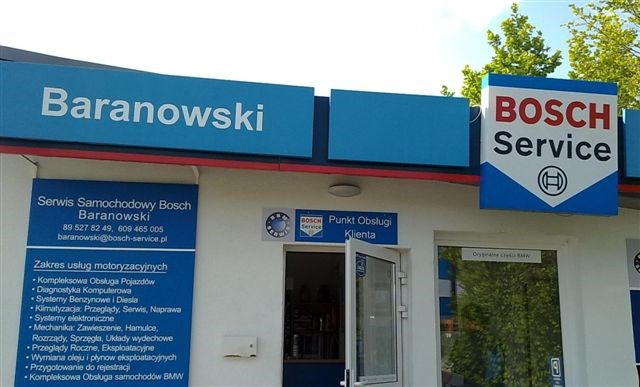 Baranowski
BOSCH
Service
Serwis Samochodowy Bosch
Baranowski
89 527 82 49, 609 465 005
baranowski@bosch-service.pl
Zakres usług motoryzacyjnych
• Kompleksowa Obsługa Pojazdów
• Diagnostyka Komputerowa
• Systemy Benzynowe i Diesla
• Klimatyzacja: Przeglądy, Serwis, Naprawa
• Systemy elektroniczne
• Mechanika: Zawieszenie, Hamulce,
Rozrządy, Sprzęgła, Układy wydechowe
• Przeglądy Roczne, Eksploatacyjne
• Wymiana oleju i płynow eksploatacyjnych
• Przygotowanie do rejestracji
• Kompleksowa Obsługa samochodów BMW
BOSCH
Service
Punkt Obsługi
Klienta
Oryginalne części BMW